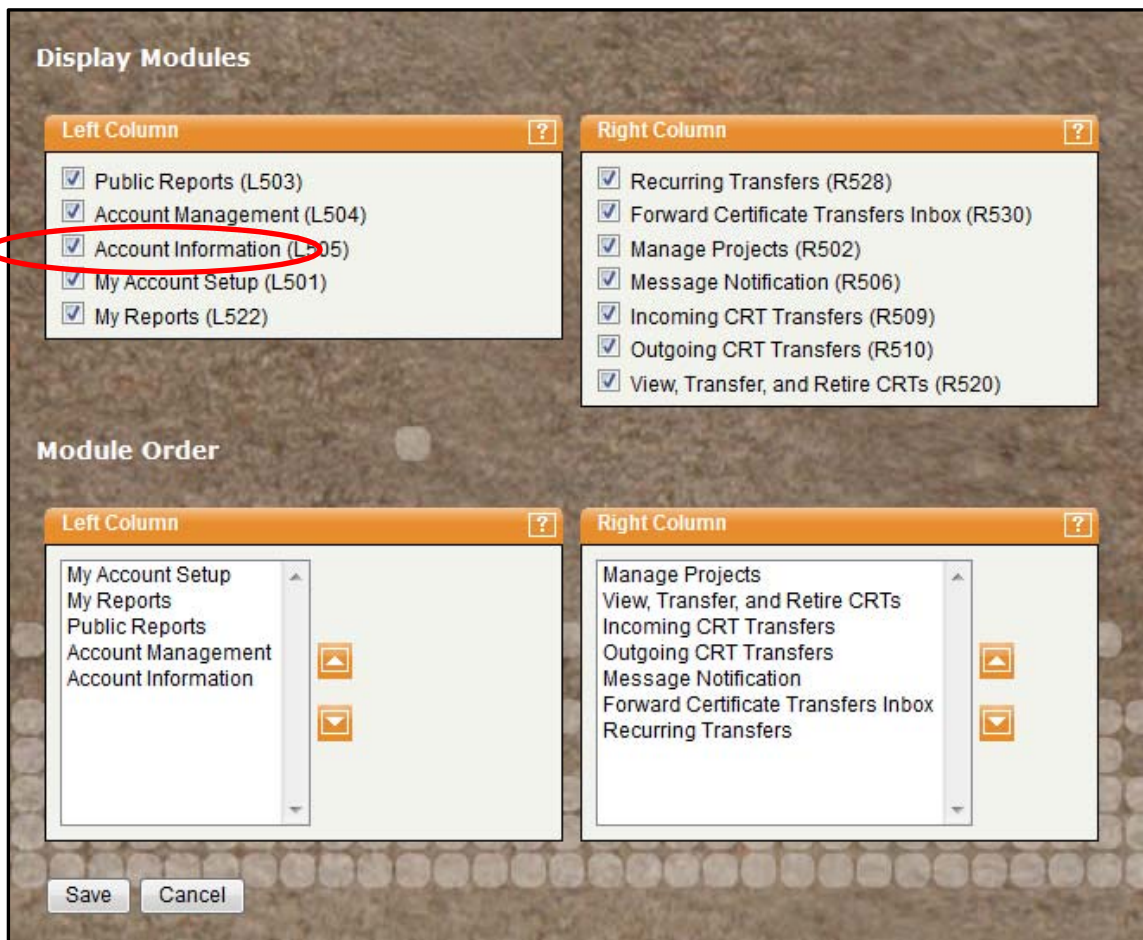 Display Modules
Left Column
?
Public Reports (L503)
Account Management (L504)
Account Information (L505)
My Account Setup (L501)
My Reports (L522)
Right Column
?
Recurring Transfers (R528)
Forward Certificate Transfers Inbox (R530)
Manage Projects (R502)
Message Notification (R506)
Incoming CRT Transfers (R509)
Outgoing CRT Transfers (R510)
View, Transfer, and Retire CRTs (R520)
Module Order
Left Column
?
My Account Setup
My Reports
Public Reports
Account Management
Account Information
Right Column
?
Manage Projects
View, Transfer, and Retire CRTs
Incoming CRT Transfers
Outgoing CRT Transfers
Message Notification
Forward Certificate Transfers Inbox
Recurring Transfers
Save
Cancel